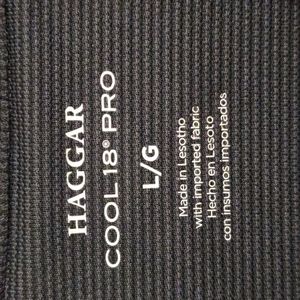 HAGGAR
COOL 18® PRO
L/G
Made in Lesotho
with imported fabric
Hecho en Lesoto
con insumos importados